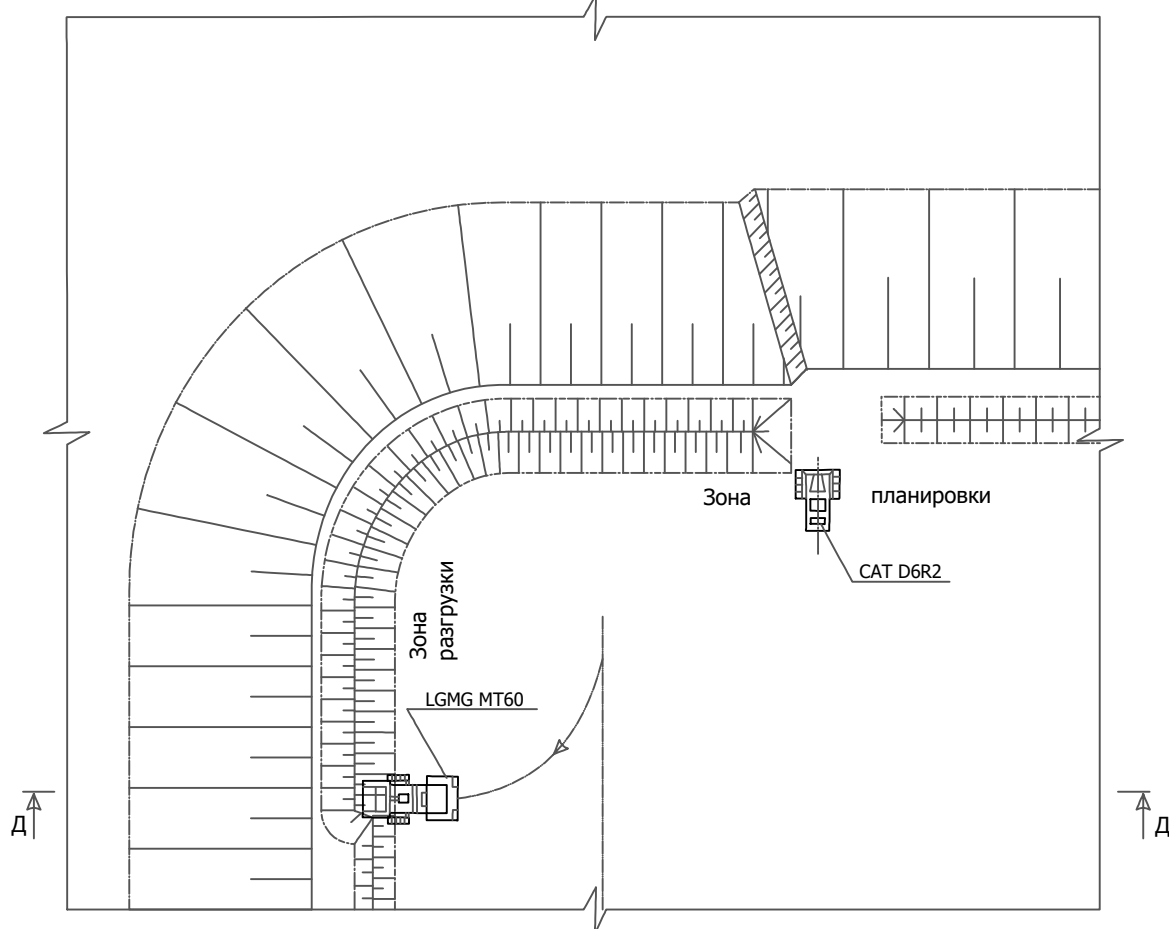 Зона
планировки
CAT D6R2
Зона
разгрузки
LGMG MT60
Д
Д